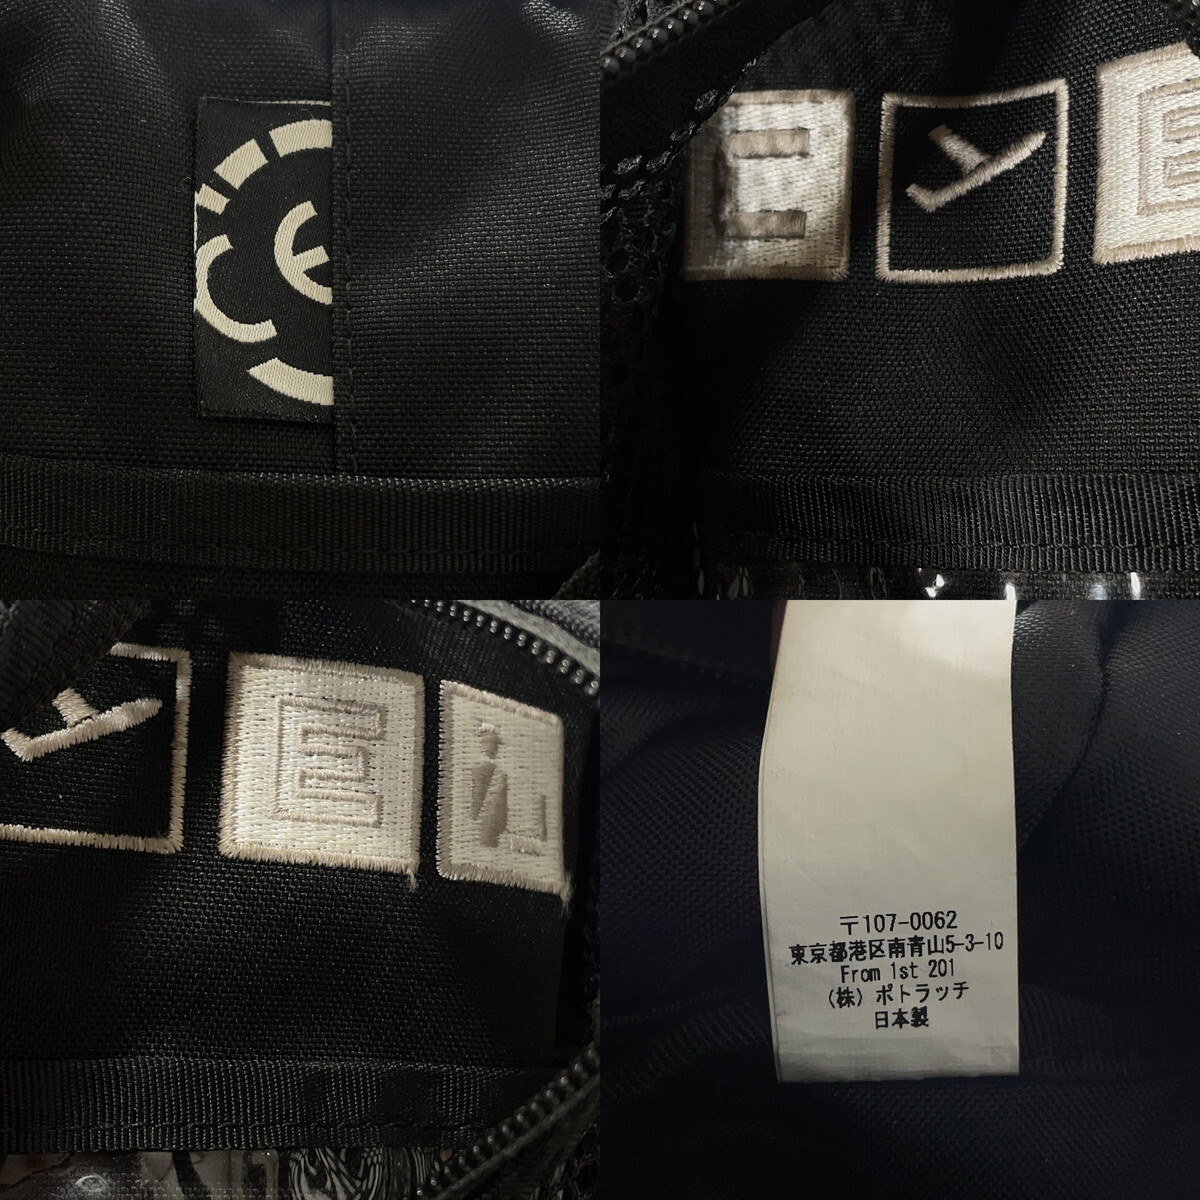 CE
E
E
〒107-0062
東京都港区南青山5-3-10
From 1st 201
(株) ポトラッチ
日本製